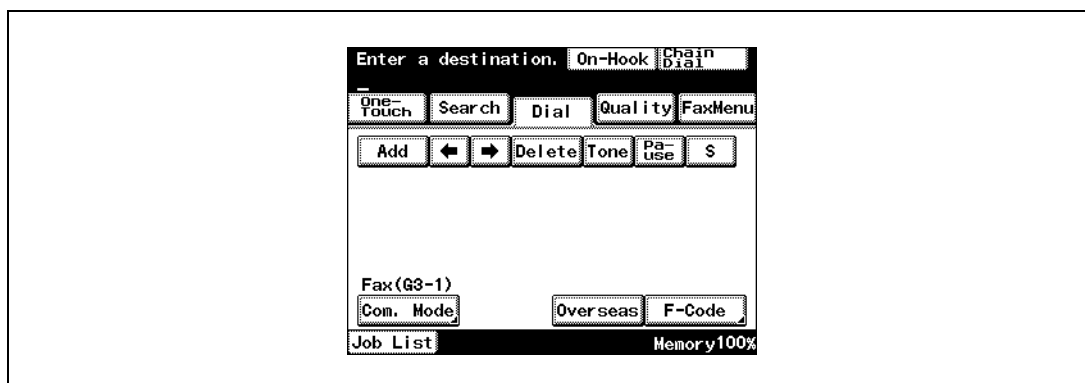 Enter a destination. On-Hook Chain Dial
One-Touch Search Dial Quality FaxMenu
Add ← → Delete Tone Pa-use S
Fax(G3-1)
Com. Mode Overseas F-Code
Job List Memory100%